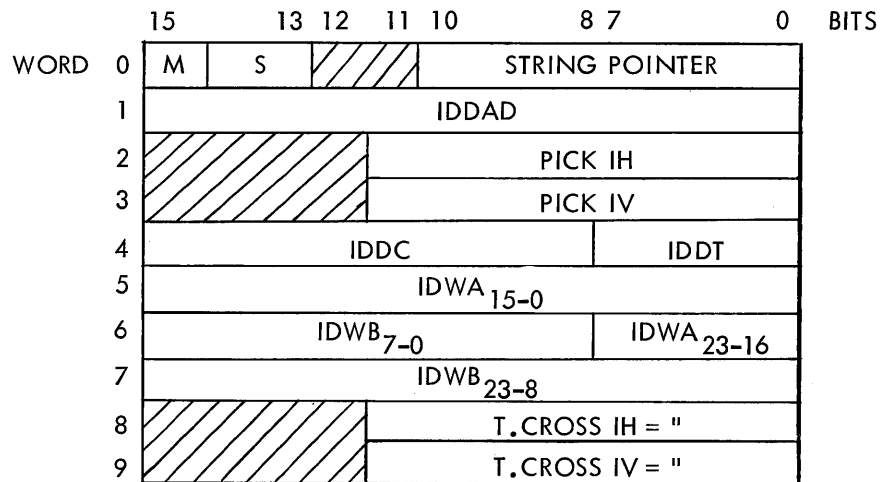 15 13 12 11 10 8 7 0 BITS
WORD 0 M S STRING POINTER
1 IDDAD
2 PICK IH
3 PICK IV
4 IDDC IDDT
5 IDWA15-0
6 IDWB7-0 IDWA23-16
7 IDWB23-8
8 T.CROSS IH = "
9 T.CROSS IV = "